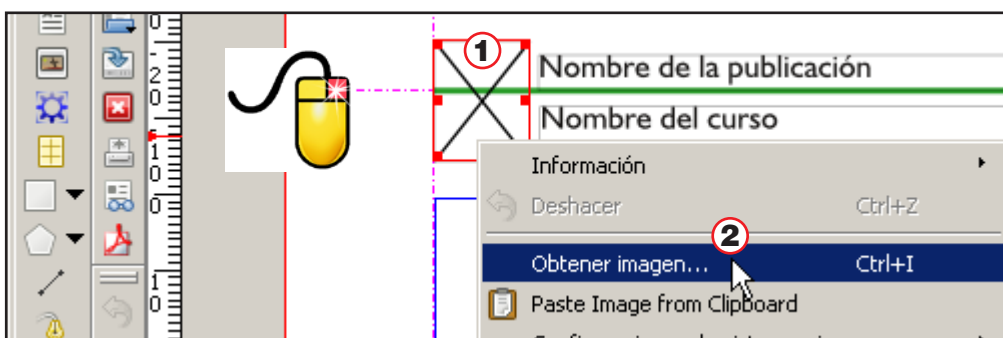 1
Nombre de la publicación
Nombre del curso
Información
Deshacer Ctrl+Z
2
Obtener imagen... Ctrl+I
Paste Image from Clipboard